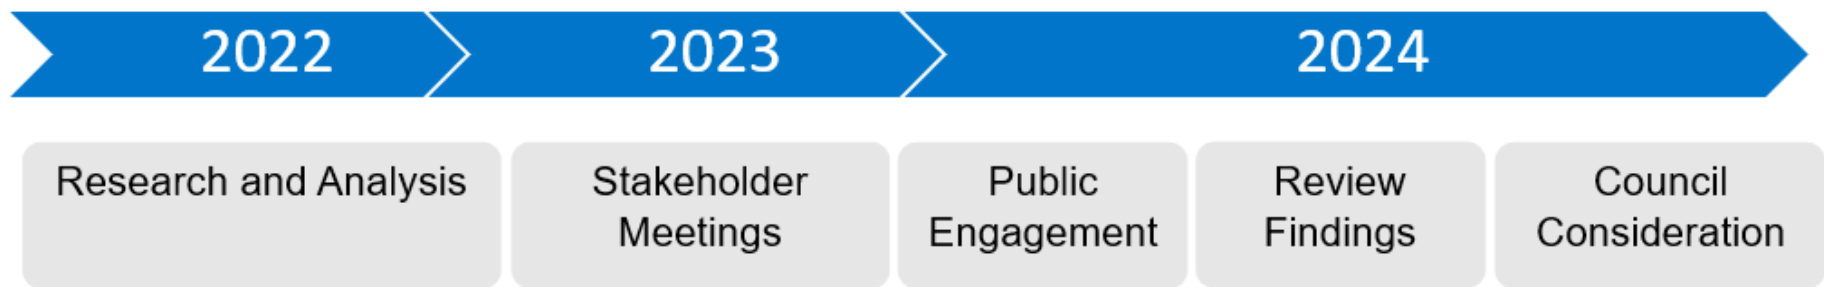 2022
2023
2024
Research and Analysis
Stakeholder
Meetings
Public
Engagement
Review
Findings
Council
Consideration